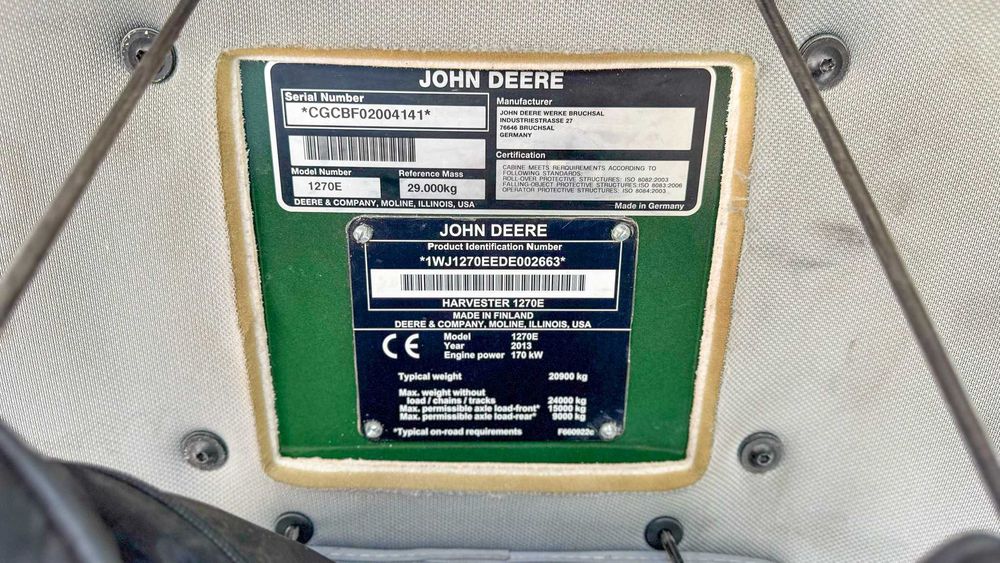 JOHN DEERE
Serial Number
*CGCBF02004141*
Model Number
Reference Mass
1270E
29.000kg
DEERE & COMPANY, MOLINE, ILLINOIS, USA
Manufacturer
JOHN DEERE WERKE BRUCHSAL
INDUSTRIESTRASSE 27
76646 BRUCHSAL
GERMANY
Certification
CABINE MEETS RERQUIREMENTS ACCORDING TO
FOLLOWING STANDARDS:
ROLL-OVER PROTECTIVE STRUCTURES: ISO 8082:2003
FALLING-OBJECT PROTECTIVE STRUCTURES:ISO 8083:2006
OPERATOR PROTECTIVE STRUCTURES: ISO 8084:2003
Made in Germany
JOHN DEERE
Product Identification Number
*1WJ1270EEDE002663*
HARVESTER 1270E
MADE IN FINLAND
DEERE & COMPANY, MOLINE, ILLINOIS, USA
CE
Model 1270E
Year 2013
Engine power 170 kW
Typical weight 20900 kg
Max. weight without
load / chains / tracks 24000 kg
Max. permissible axle load-front* 15000 kg
Max. permissible axle load-rear* 9000 kg
*Typical on-road requirements F660922c